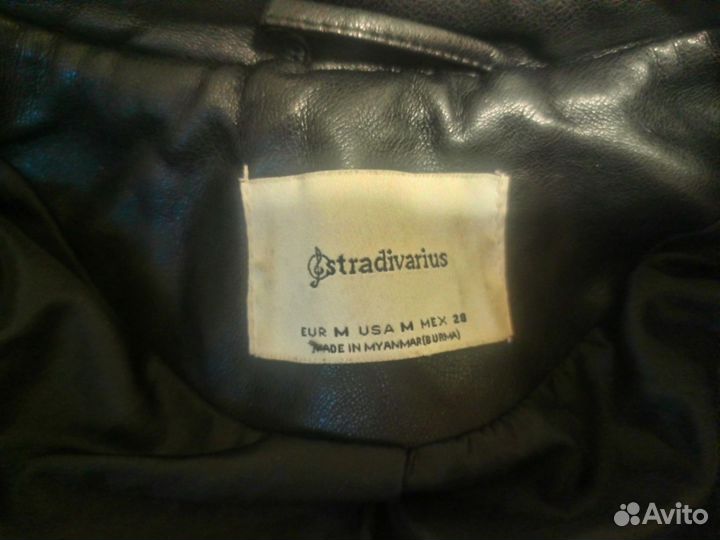 stradivarius
EUR M USA M MEX 28
MADE IN MYANMAR(BURMA)
Avito